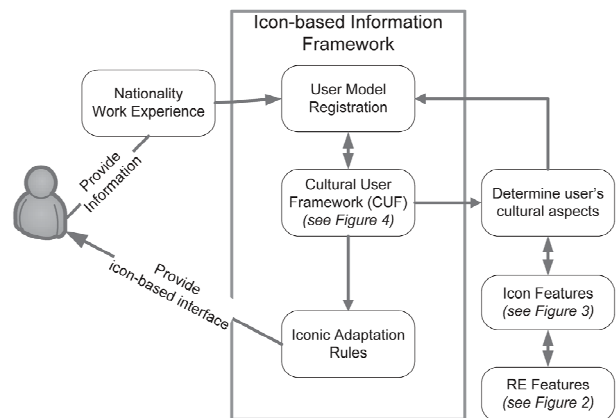 Icon-based Information
Framework
Nationality
Work Experience
User Model
Registration
Provide
Information
Cultural User
Framework (CUF)
(see Figure 4)
Determine user's
cultural aspects
Provide
icon-based interface
Icon Features
(see Figure 3)
Iconic Adaptation
Rules
RE Features
(see Figure 2)